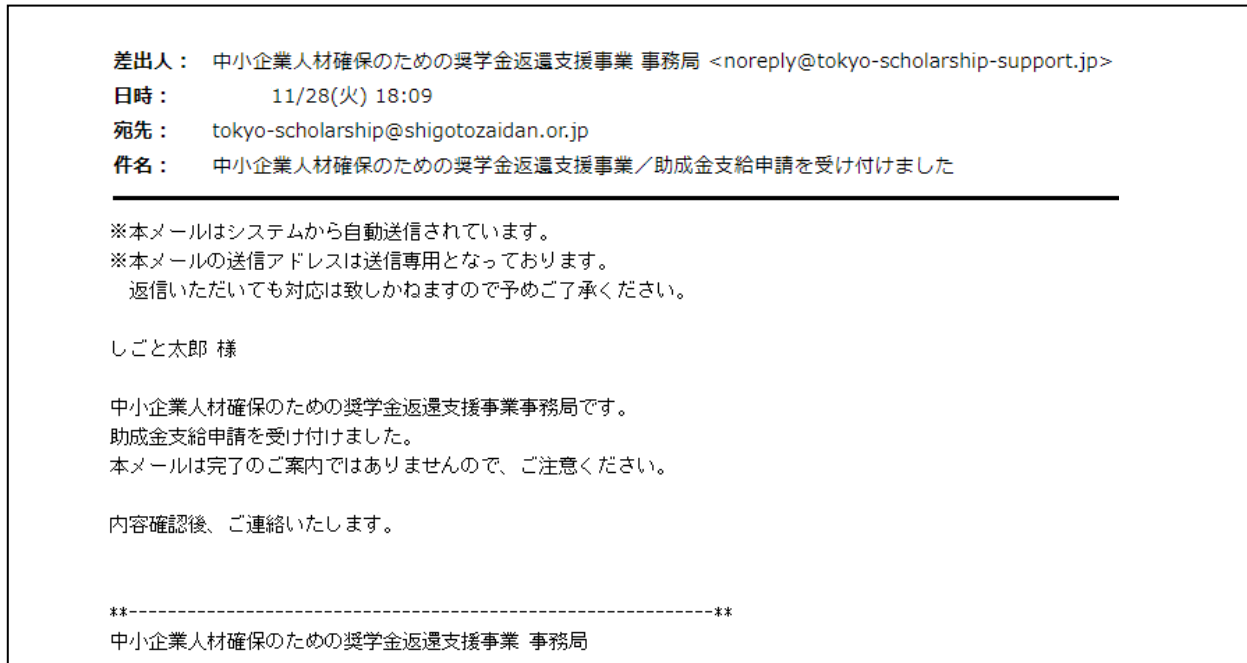 差出人： 中小企業人材確保のための奨学金返還支援事業 事務局 <noreply@tokyo-scholarship-support.jp>
日時： 11/28(火) 18:09
宛先： tokyo-scholarship@shigotozaidan.or.jp
件名： 中小企業人材確保のための奨学金返還支援事業／助成金支給申請を受け付けました
※本メールはシステムから自動送信されています。
※本メールの送信アドレスは送信専用となっております。
　返信いただいても対応は致しかねますので予めご了承ください。
しごと太郎 様
中小企業人材確保のための奨学金返還支援事業事務局です。
助成金支給申請を受け付けました。
本メールは完了のご案内ではありませんので、ご注意ください。
内容確認後、ご連絡いたします。
**------------------------------------------------------------**
中小企業人材確保のための奨学金返還支援事業 事務局